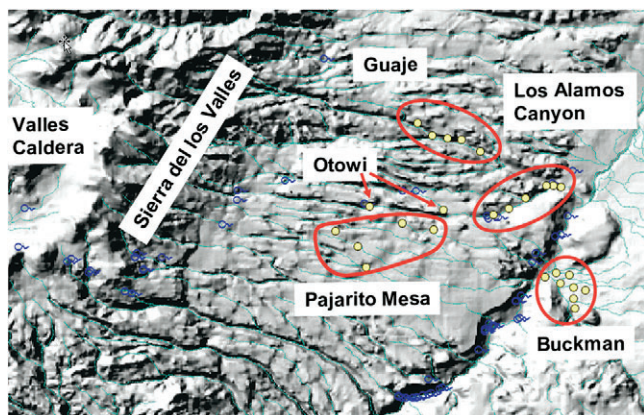 Guaje
Los Alamos
Canyon
Valles
Caldera
Sierra del los Valles
Otowi
Pajarito Mesa
Buckman